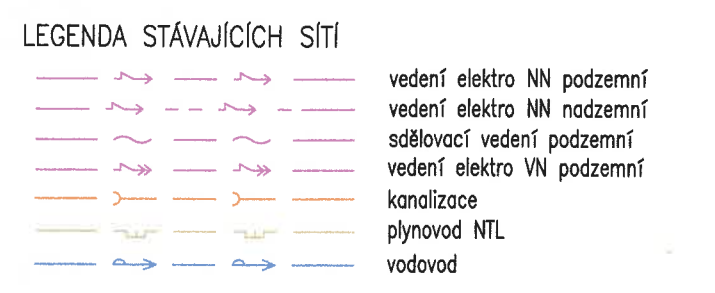 LEGENDA STÁVAJÍCÍCH SÍTÍ
vedení elektro NN podzemní
vedení elektro NN nadzemní
sdělovací vedení podzemní
vedení elektro VN podzemní
kanalizace
plynovod NTL
vodovod